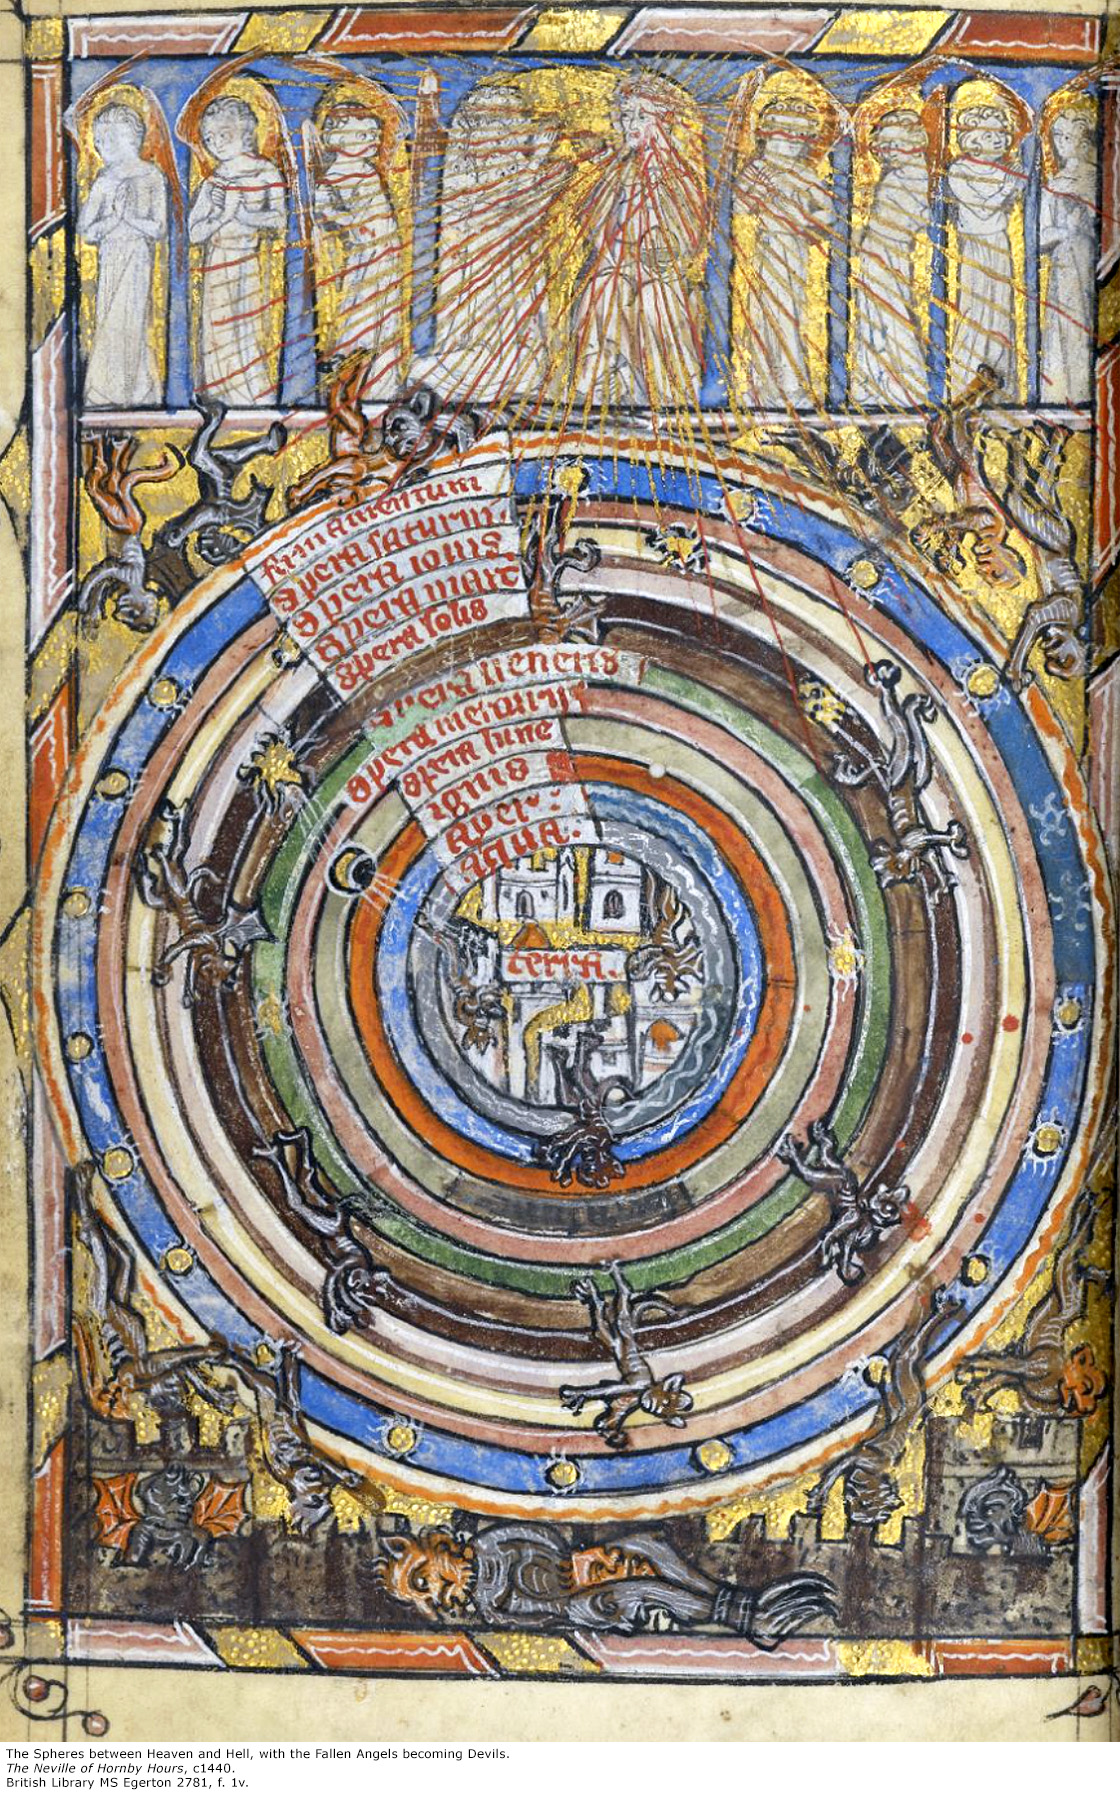 firmamentum
spera saturni.
spera iouis.
spera mart
spera solis
spera ueneris
spera mercurii
spera lune
ignis
aer:
aqua.
terra.
The Spheres between Heaven and Hell, with the Fallen Angels becoming Devils.
The Neville of Hornby Hours, c1440.
British Library MS Egerton 2781, f. 1v.